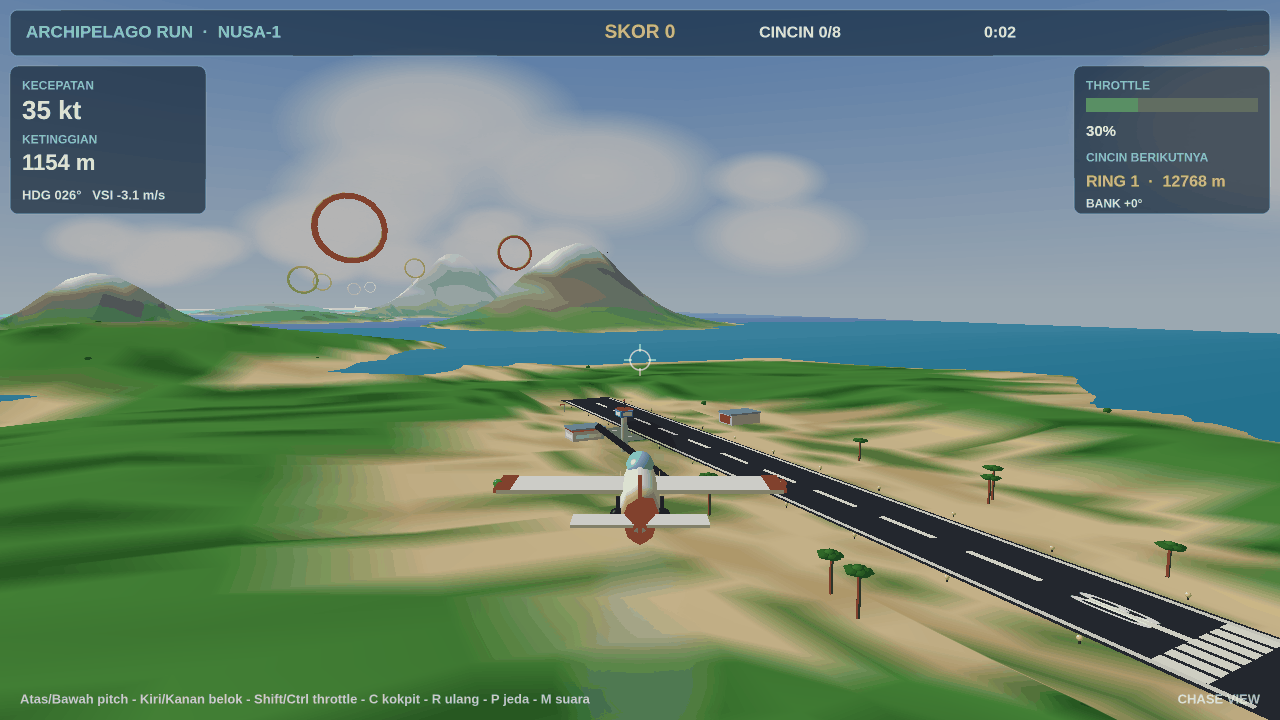 ARCHIPELAGO RUN · NUSA-1
SKOR 0
CINCIN 0/8
0:02
KECEPATAN
35 kt
KETINGGIAN
1154 m
HDG 026° VSI -3.1 m/s
THROTTLE
30%
CINCIN BERIKUTNYA
RING 1 · 12768 m
BANK +0°
Atas/Bawah pitch - Kiri/Kanan belok - Shift/Ctrl throttle - C kokpit - R ulang - P jeda - M suara
CHASE VIEW